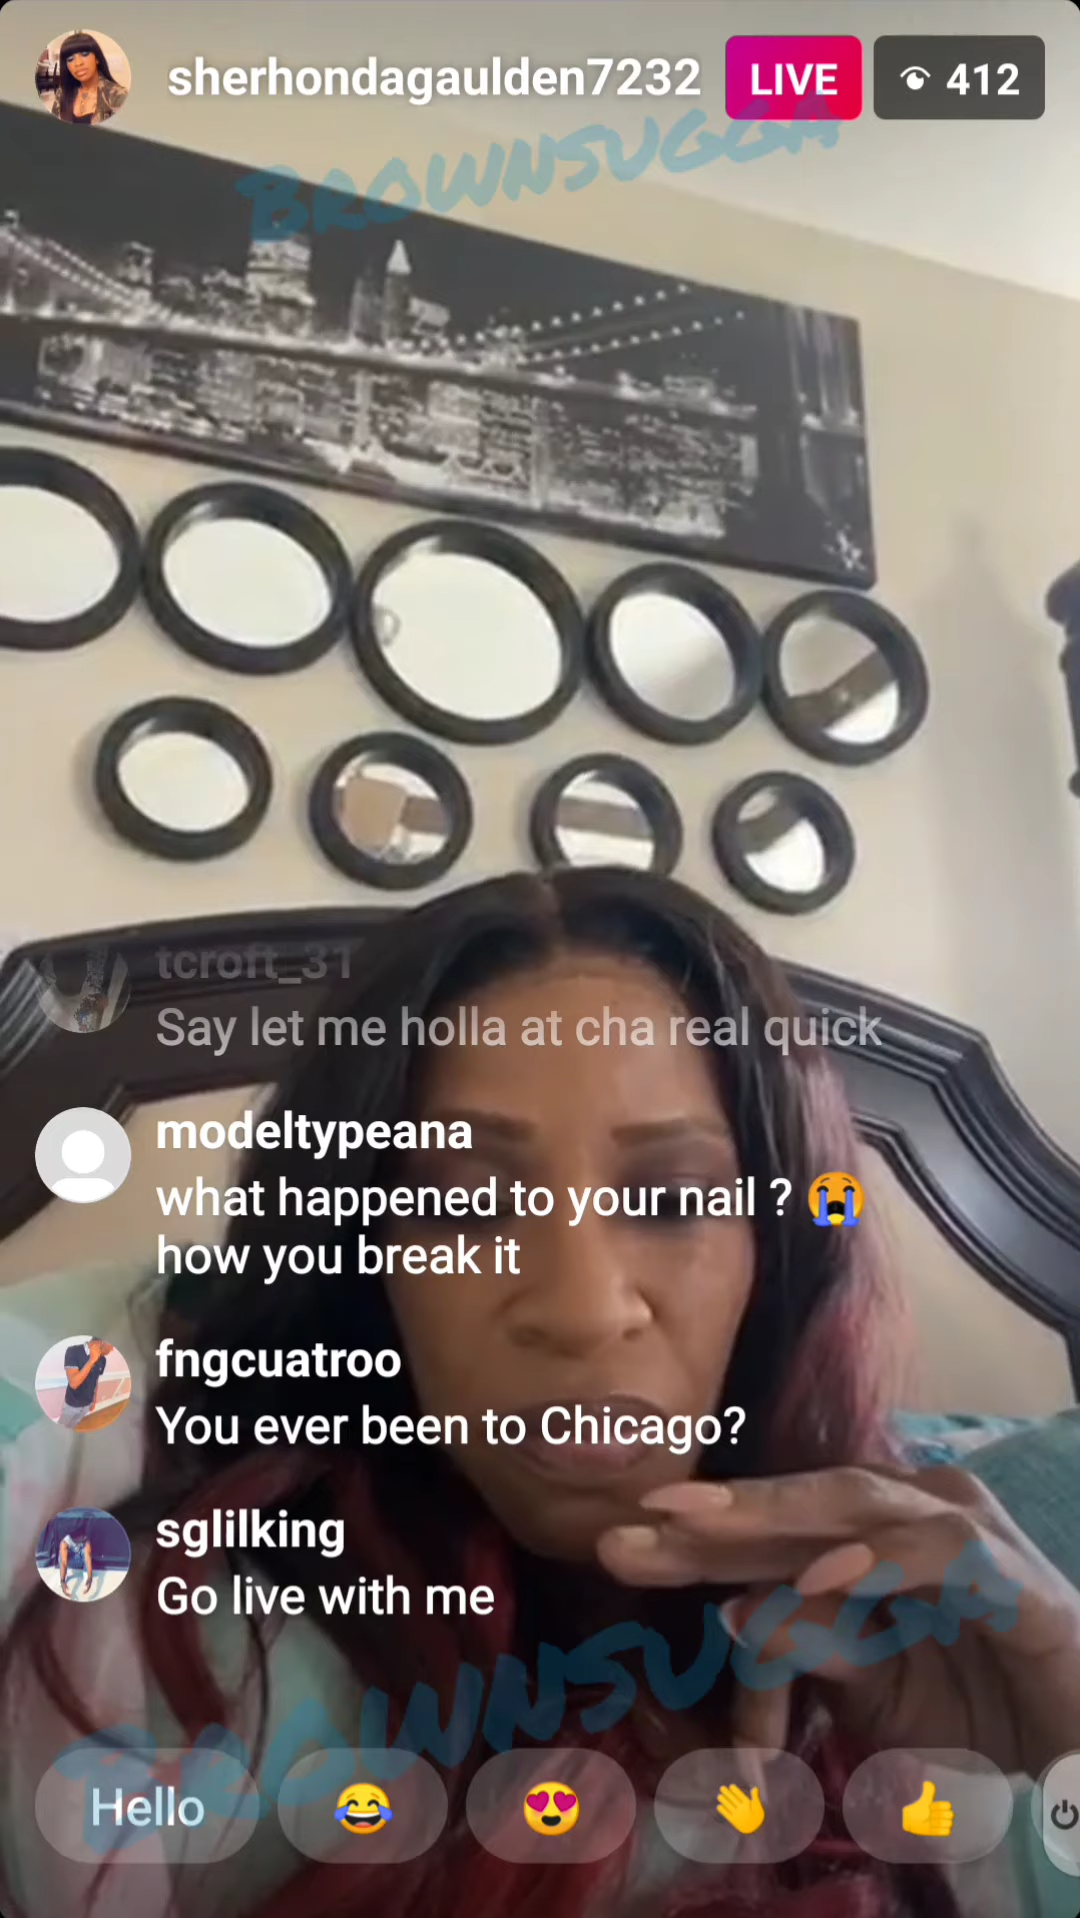 sherhondagaulden7232 LIVE 412
BROWNSUGGA
tcroft_31
Say let me holla at cha real quick
modeltypeana
what happened to your nail ? 😭
how you break it
fngcuatroo
You ever been to Chicago?
sglilking
Go live with me
BROWNSUGGA
Hello 😂 😍 👋 👍